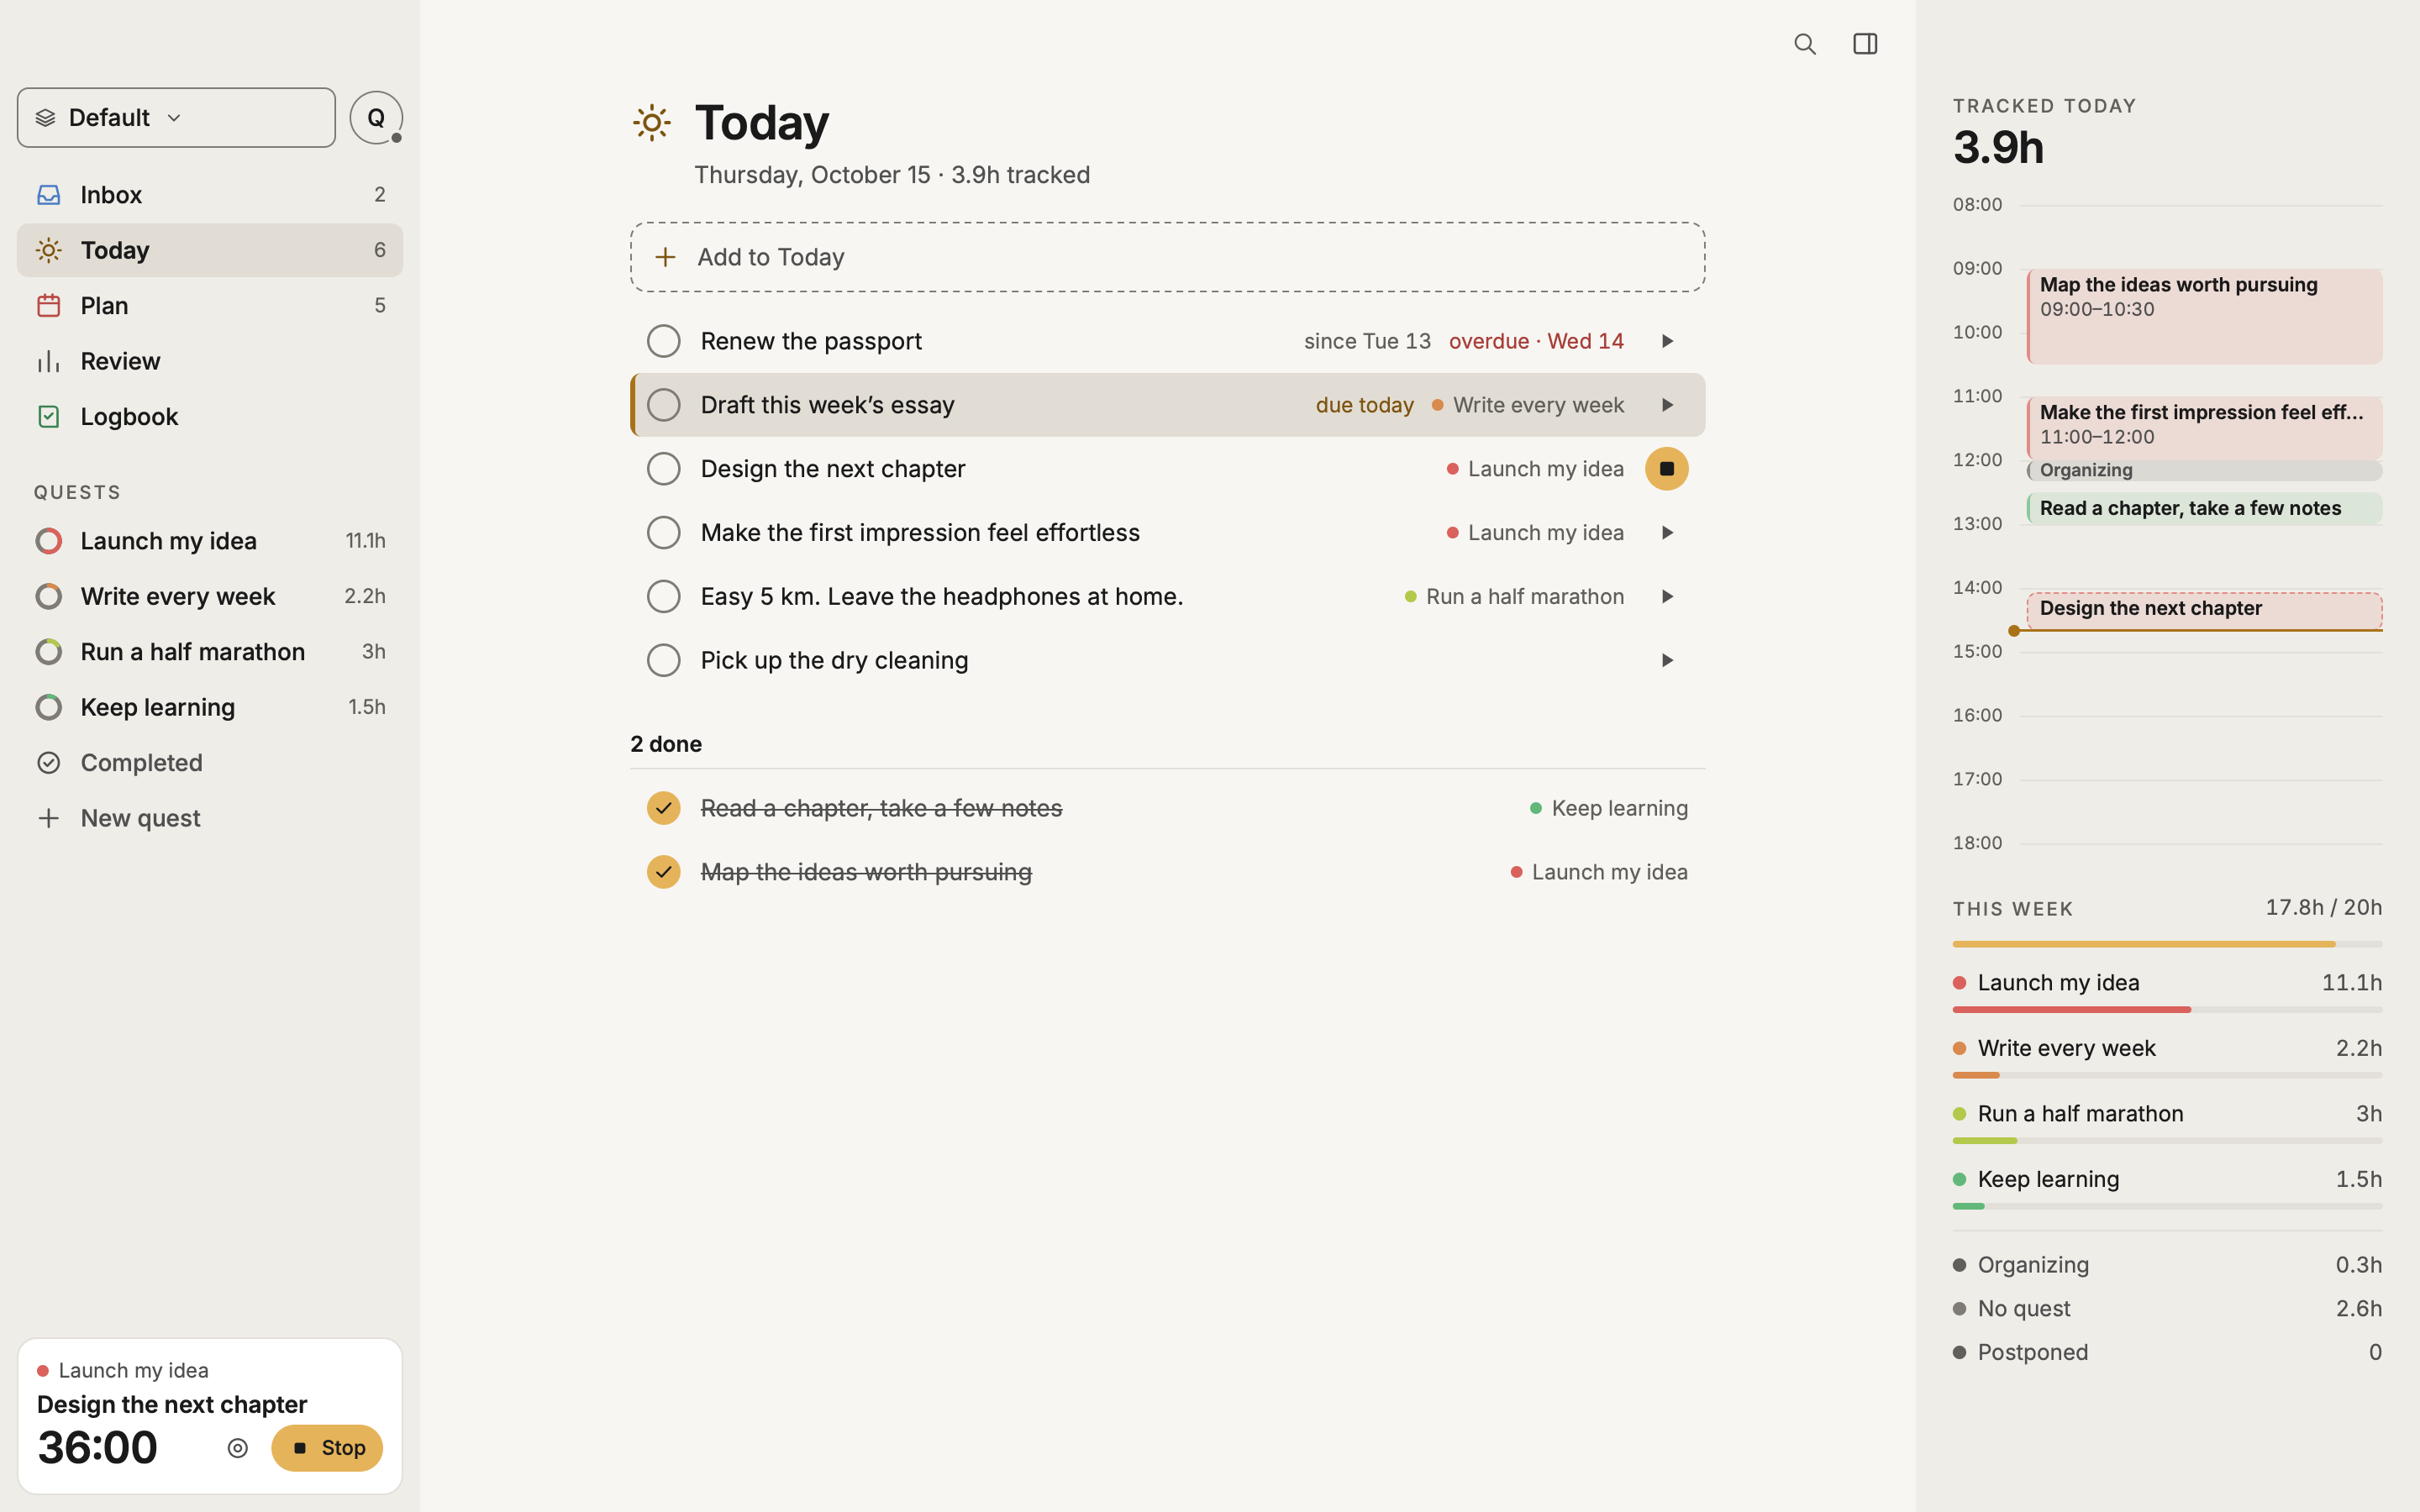 Default
Q
Inbox 2
Today 6
Plan 5
Review
Logbook
QUESTS
Launch my idea 11.1h
Write every week 2.2h
Run a half marathon 3h
Keep learning 1.5h
Completed
New quest
Launch my idea
Design the next chapter
36:00 Stop
Today
Thursday, October 15 · 3.9h tracked
Add to Today
Renew the passport since Tue 13 overdue · Wed 14
Draft this week’s essay due today Write every week
Design the next chapter Launch my idea
Make the first impression feel effortless Launch my idea
Easy 5 km. Leave the headphones at home. Run a half marathon
Pick up the dry cleaning
2 done
Read a chapter, take a few notes Keep learning
Map the ideas worth pursuing Launch my idea
TRACKED TODAY
3.9h
08:00
09:00
Map the ideas worth pursuing
09:00–10:30
10:00
11:00
Make the first impression feel eff…
11:00–12:00
12:00
Organizing
Read a chapter, take a few notes
13:00
14:00
Design the next chapter
15:00
16:00
17:00
18:00
THIS WEEK 17.8h / 20h
Launch my idea 11.1h
Write every week 2.2h
Run a half marathon 3h
Keep learning 1.5h
Organizing 0.3h
No quest 2.6h
Postponed 0